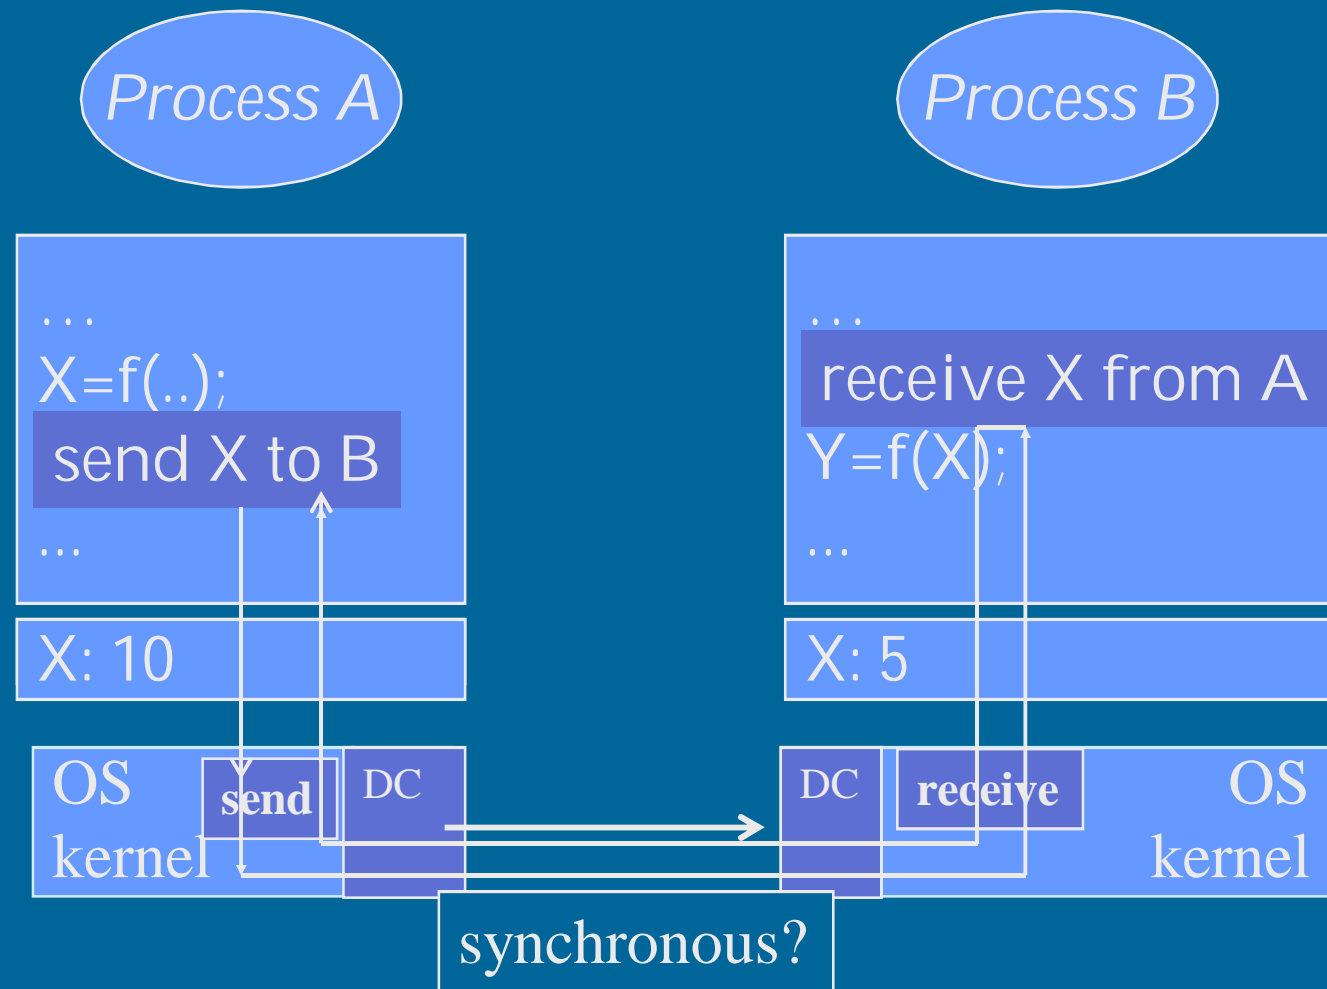 Process A
Process B
...
X=f(..);
send X to B
...
X: 10
OS
kernel
send
DC
...
receive X from A
Y=f(X);
...
X: 5
DC
receive
OS
kernel
synchronous?